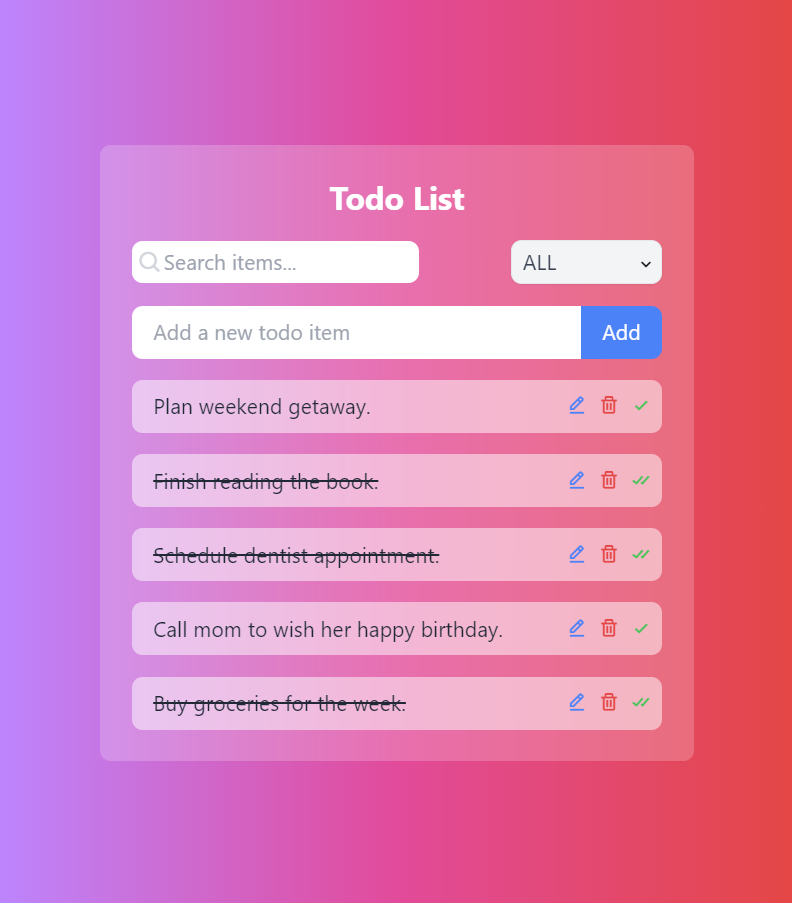 Todo List
Search items...
ALL
Add a new todo item
Add
Plan weekend getaway.
Finish reading the book.
Schedule dentist appointment.
Call mom to wish her happy birthday.
Buy groceries for the week.